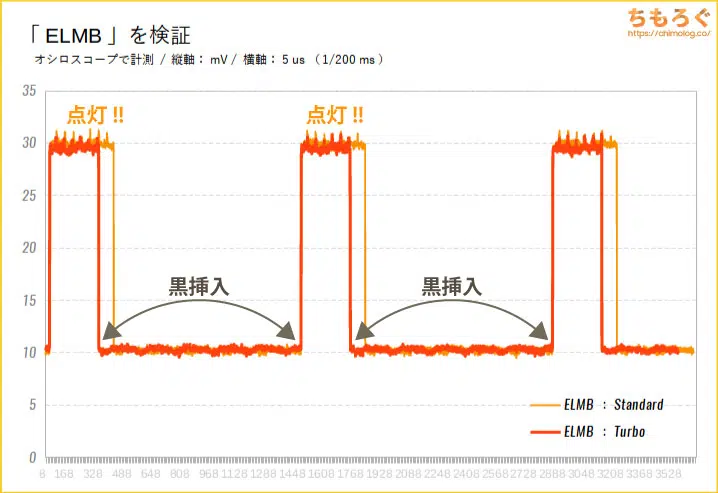 「 ELMB 」 を検証
ちもろぐ
https://chimolog.co/
オシロスコープで計測 / 縦軸： mV / 横軸： 5 us （ 1/200 ms ）
35
点灯 !!
点灯 !!
30
25
20
黒挿入
黒挿入
15
10
5
ELMB ： Standard
ELMB ： Turbo
0
0 168 328 488 648 808 968 1128 1288 1448 1608 1768 1928 2088 2248 2408 2568 2728 2888 3048 3208 3368 3528